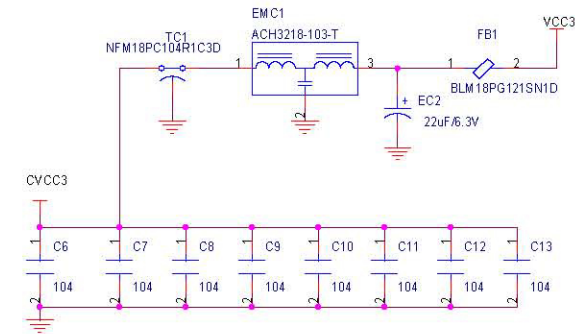 EMC1
VCC3
TC1
ACH3218-103-T
FB1
NFM18PC104R1C3D
1
3
1
2
BLM18PG121SN1D
+
EC2
2
22uF/6.3V
CVCC3
1 C6 1 C7 1 C8 1 C9 1 C10 1 C11 1 C12 1 C13
2 104 2 104 2 104 2 104 2 104 2 104 2 104 2 104